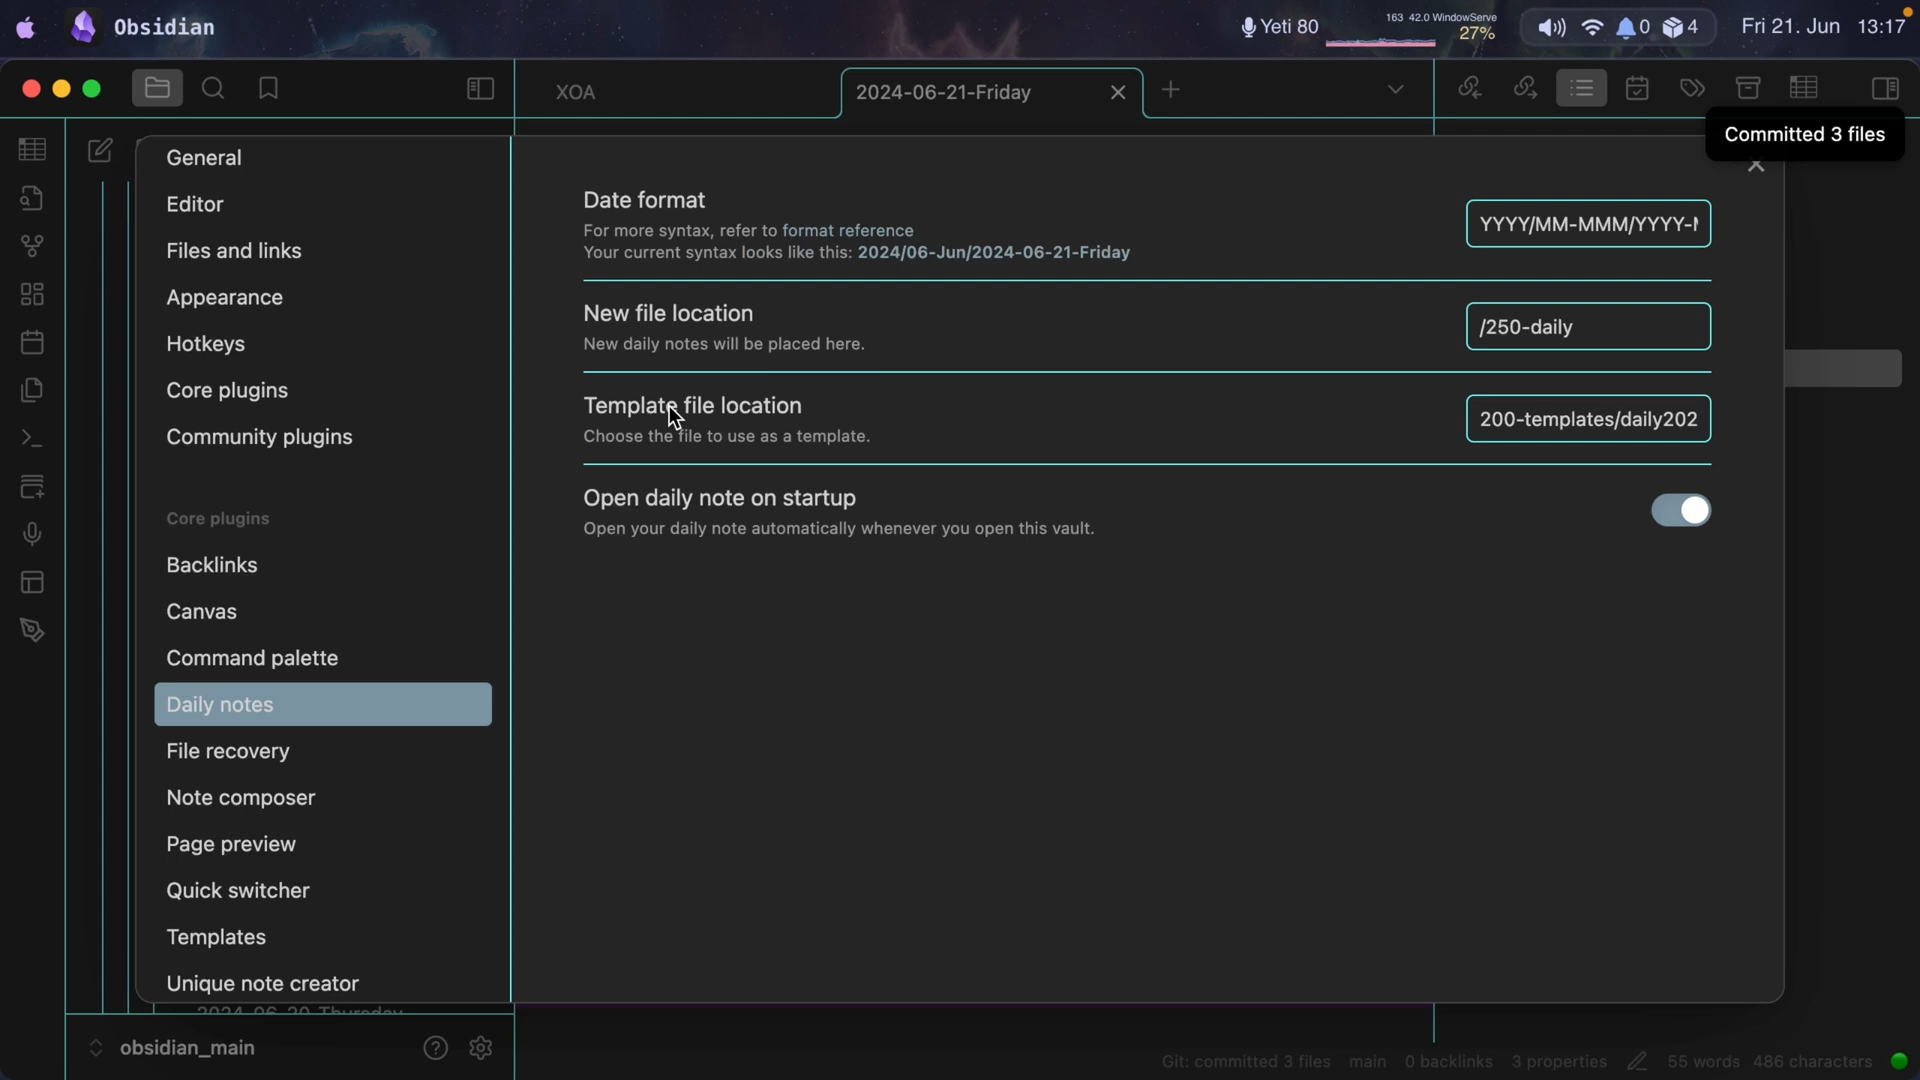 Obsidian
Yeti 80
163 42.0 WindowServe
27%
0
4
Fri 21. Jun 13:17
XOA
2024-06-21-Friday
Committed 3 files
General
Editor
Files and links
Appearance
Hotkeys
Core plugins
Community plugins
Core plugins
Backlinks
Canvas
Command palette
Daily notes
File recovery
Note composer
Page preview
Quick switcher
Templates
Unique note creator
Date format
For more syntax, refer to format reference
Your current syntax looks like this: 2024/06-Jun/2024-06-21-Friday
YYYY/MM-MMM/YYYY-
New file location
New daily notes will be placed here.
/250-daily
Template file location
Choose the file to use as a template.
200-templates/daily202
Open daily note on startup
Open your daily note automatically whenever you open this vault.
2024-06-20-Thursday
obsidian_main
Git: committed 3 files main 0 backlinks 3 properties 55 words 486 characters